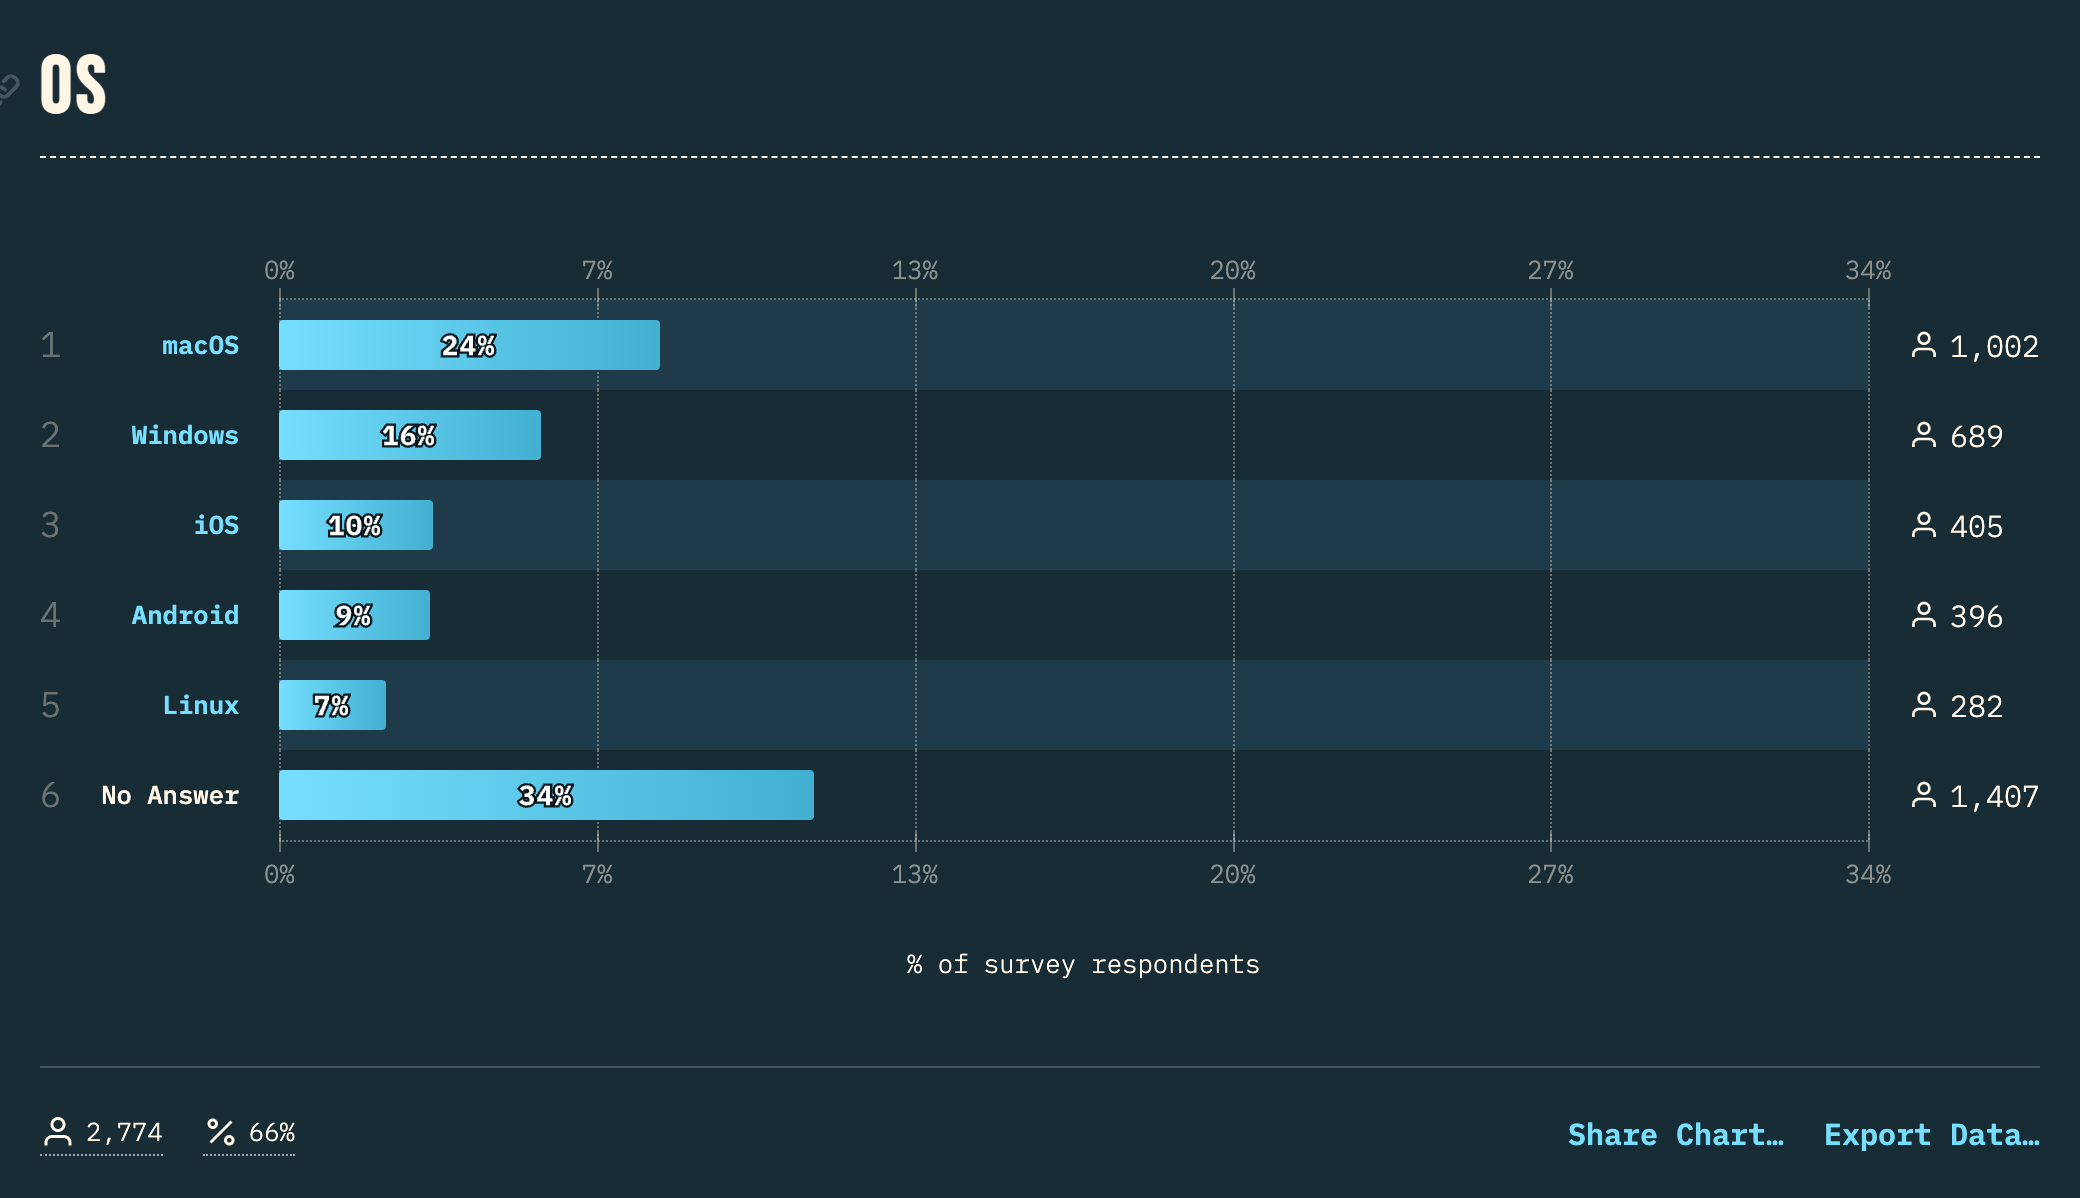 OS
0% 7% 13% 20% 27% 34%
1 macOS 24% 1,002
2 Windows 16% 689
3 iOS 10% 405
4 Android 9% 396
5 Linux 7% 282
6 No Answer 34% 1,407
0% 7% 13% 20% 27% 34%
% of survey respondents
2,774 66% Share Chart… Export Data…